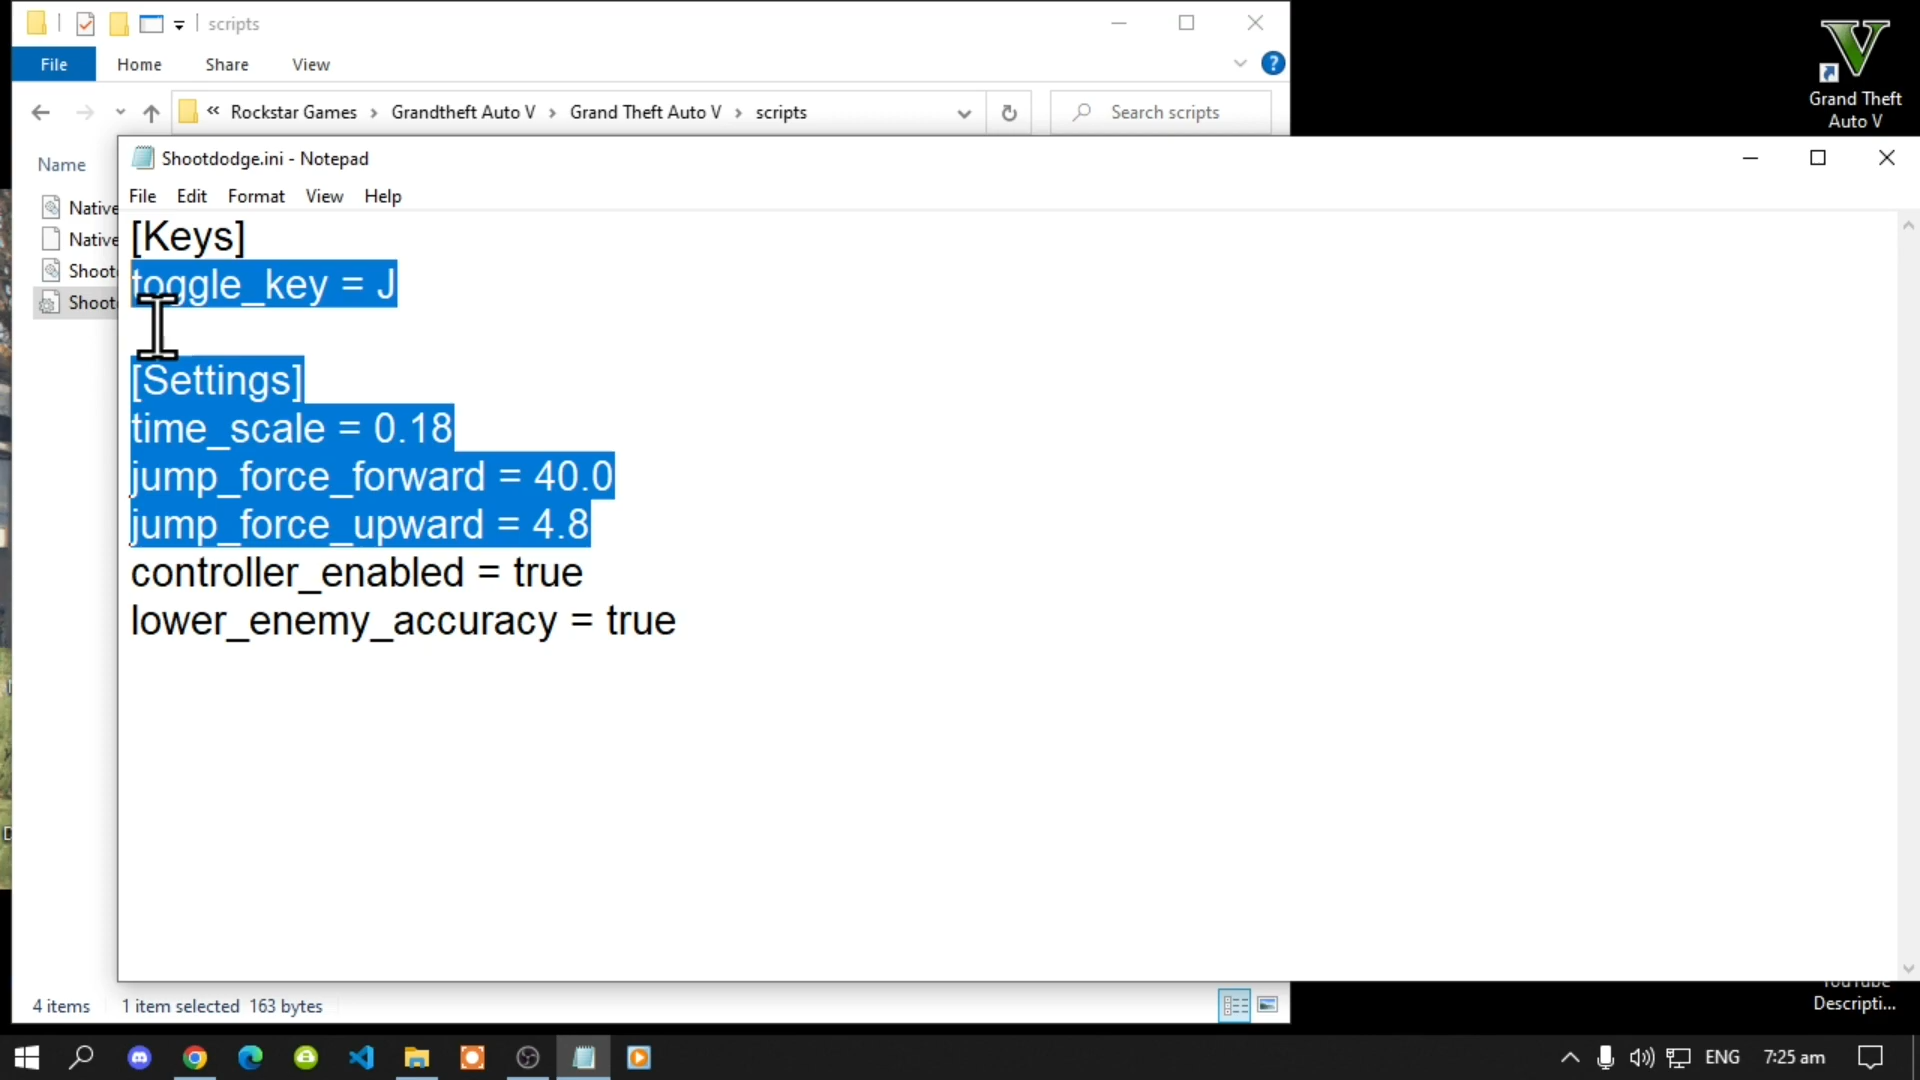 scripts
File Home Share View
« Rockstar Games › Grandtheft Auto V › Grand Theft Auto V › scripts
Search scripts
Name
Native
Native
Shoot
Shoot
Shootdodge.ini - Notepad
File Edit Format View Help
[Keys]
toggle_key = J
[Settings]
time_scale = 0.18
jump_force_forward = 40.0
jump_force_upward = 4.8
controller_enabled = true
lower_enemy_accuracy = true
4 items 1 item selected 163 bytes
Grand Theft
Auto V
YouTube
Descripti...
ENG 7:25 am